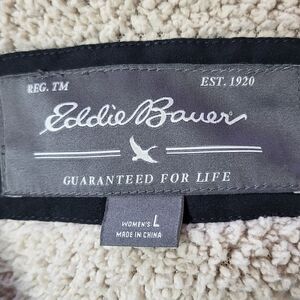 REG. TM EST. 1920
Eddie Bauer
GUARANTEED FOR LIFE
WOMEN'S L
MADE IN CHINA